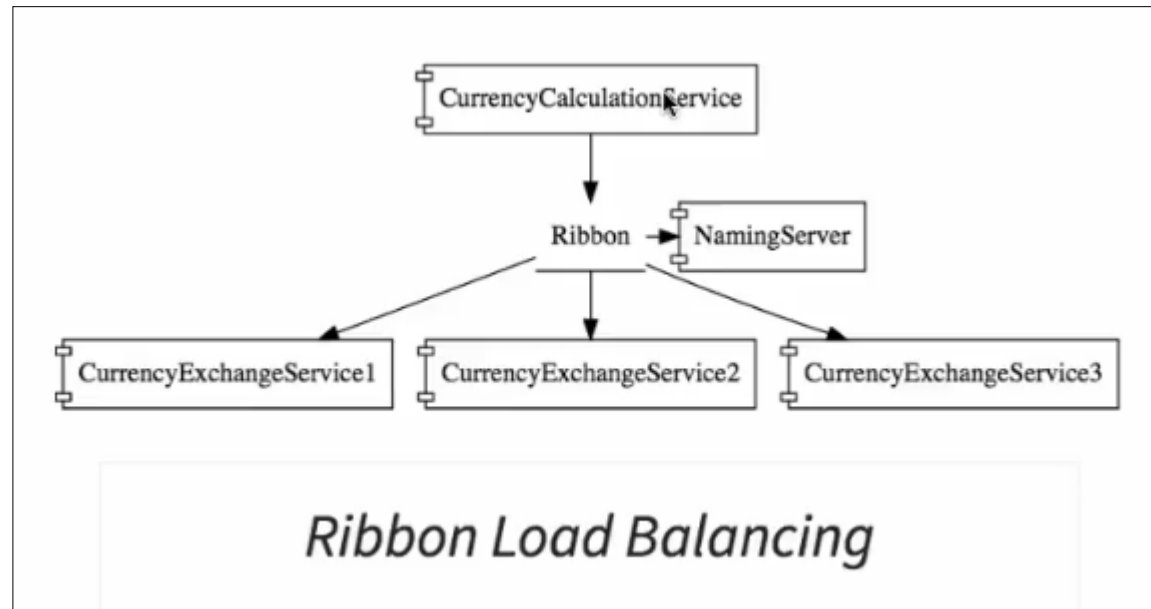 CurrencyCalculationService
Ribbon
NamingServer
CurrencyExchangeService1
CurrencyExchangeService2
CurrencyExchangeService3
Ribbon Load Balancing